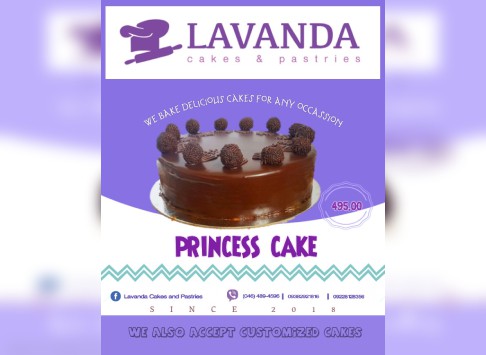 LAVANDA
cakes & pastries
WE BAKE DELICIOUS CAKES FOR ANY OCCASSION
495.00
PRINCESS CAKE
Lavanda Cakes and Pastries
SINCE 2018
WE ALSO ACCEPT CUSTOMIZED CAKES